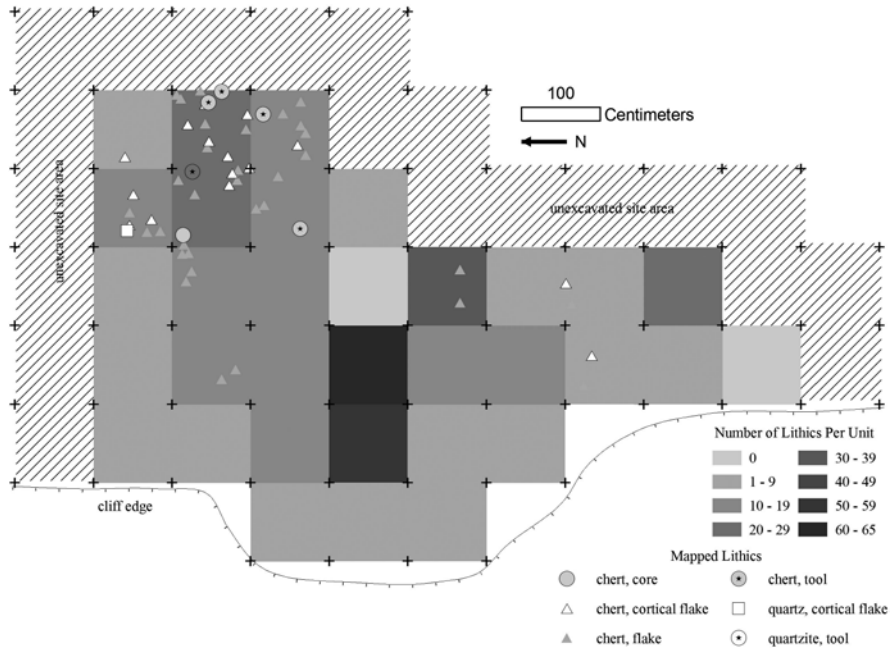 100
Centimeters
N
unexcavated site area
unexcavated site area
cliff edge
Number of Lithics Per Unit
0
1 - 9
10 - 19
20 - 29
30 - 39
40 - 49
50 - 59
60 - 65
Mapped Lithics
chert, core
chert, cortical flake
chert, flake
chert, tool
quartz, cortical flake
quartzite, tool